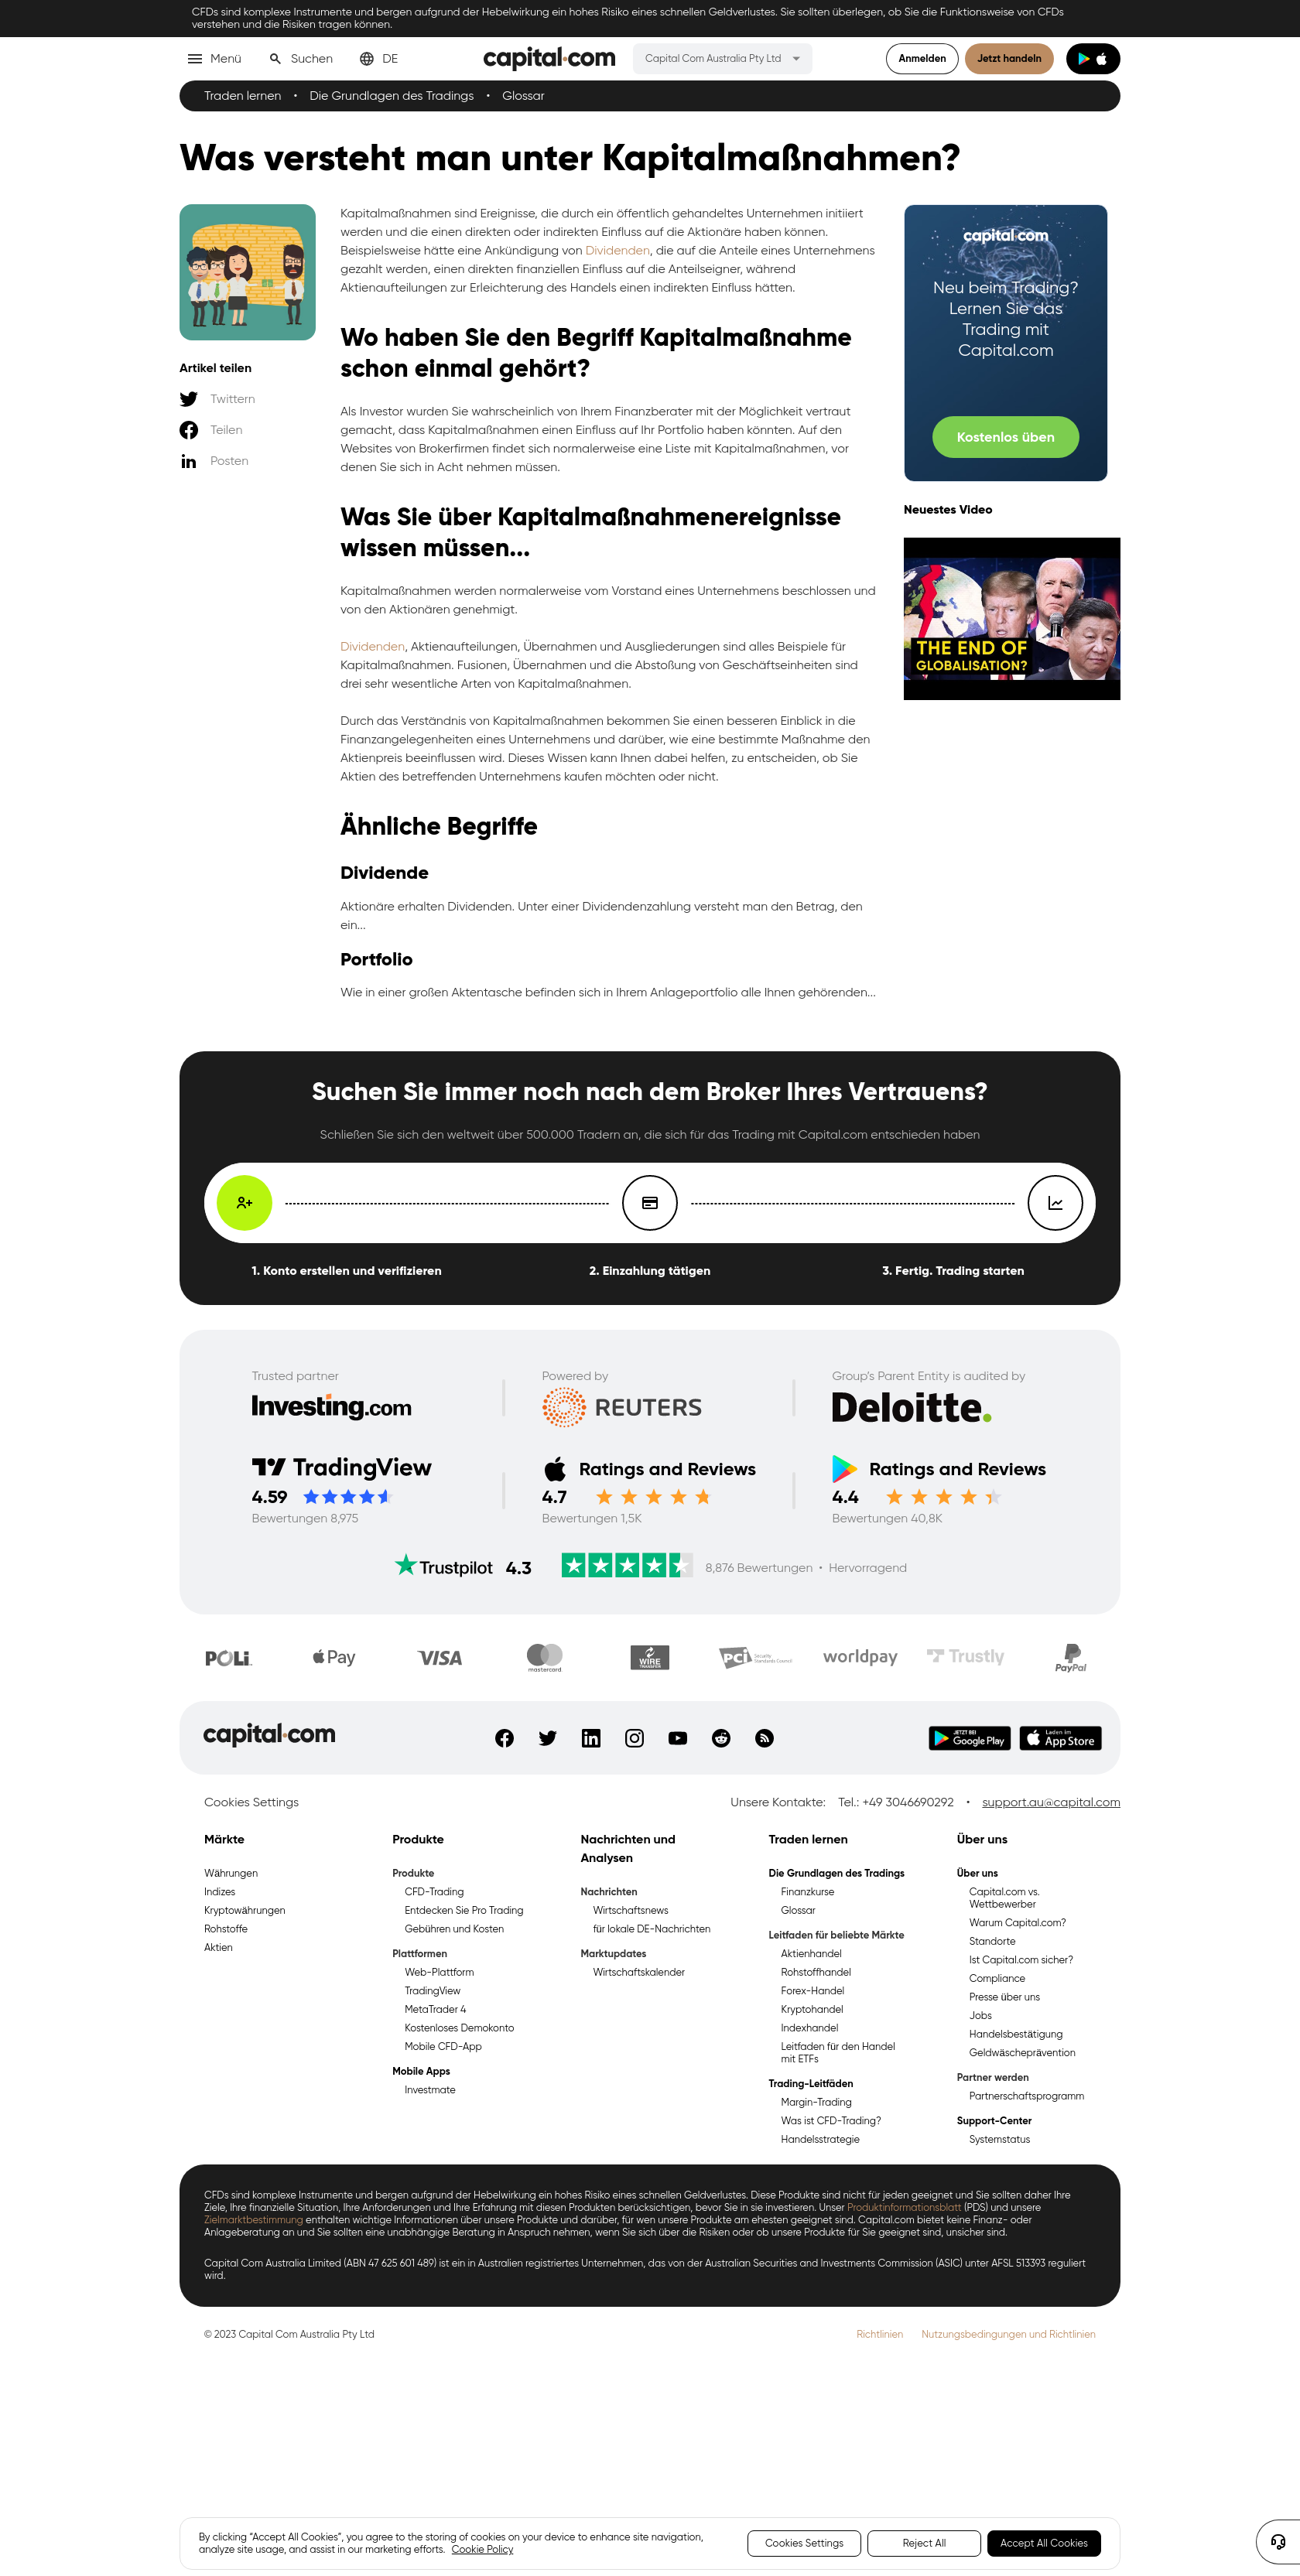 CFDs sind komplexe Instrumente und bergen aufgrund der Hebelwirkung ein hohes Risiko eines schnellen Geldverlustes. Sie sollten überlegen, ob Sie die Funktionsweise von CFDs
verstehen und die Risiken tragen können.
Menü
Suchen
DE
capital.com
Capital Com Australia Pty Ltd
Anmelden
Jetzt handeln
Traden lernen • Die Grundlagen des Tradings • Glossar
Was versteht man unter Kapitalmaßnahmen?
Artikel teilen
Twittern
Teilen
Posten
Kapitalmaßnahmen sind Ereignisse, die durch ein öffentlich gehandeltes Unternehmen initiiert
werden und die einen direkten oder indirekten Einfluss auf die Aktionäre haben können.
Beispielsweise hätte eine Ankündigung von Dividenden, die auf die Anteile eines Unternehmens
gezahlt werden, einen direkten finanziellen Einfluss auf die Anteilseigner, während
Aktienaufteilungen zur Erleichterung des Handels einen indirekten Einfluss hätten.
Wo haben Sie den Begriff Kapitalmaßnahme
schon einmal gehört?
Als Investor wurden Sie wahrscheinlich von Ihrem Finanzberater mit der Möglichkeit vertraut
gemacht, dass Kapitalmaßnahmen einen Einfluss auf Ihr Portfolio haben könnten. Auf den
Websites von Brokerfirmen findet sich normalerweise eine Liste mit Kapitalmaßnahmen, vor
denen Sie sich in Acht nehmen müssen.
Was Sie über Kapitalmaßnahmenereignisse
wissen müssen...
Kapitalmaßnahmen werden normalerweise vom Vorstand eines Unternehmens beschlossen und
von den Aktionären genehmigt.
Dividenden, Aktienaufteilungen, Übernahmen und Ausgliederungen sind alles Beispiele für
Kapitalmaßnahmen. Fusionen, Übernahmen und die Abstoßung von Geschäftseinheiten sind
drei sehr wesentliche Arten von Kapitalmaßnahmen.
Durch das Verständnis von Kapitalmaßnahmen bekommen Sie einen besseren Einblick in die
Finanzangelegenheiten eines Unternehmens und darüber, wie eine bestimmte Maßnahme den
Aktienpreis beeinflussen wird. Dieses Wissen kann Ihnen dabei helfen, zu entscheiden, ob Sie
Aktien des betreffenden Unternehmens kaufen möchten oder nicht.
Ähnliche Begriffe
Dividende
Aktionäre erhalten Dividenden. Unter einer Dividendenzahlung versteht man den Betrag, den
ein...
Portfolio
Wie in einer großen Aktentasche befinden sich in Ihrem Anlageportfolio alle Ihnen gehörenden...
capital.com
Neu beim Trading?
Lernen Sie das
Trading mit
Capital.com
Kostenlos üben
Neuestes Video
THE END OF
GLOBALISATION?
Suchen Sie immer noch nach dem Broker Ihres Vertrauens?
Schließen Sie sich den weltweit über 500.000 Tradern an, die sich für das Trading mit Capital.com entschieden haben
1. Konto erstellen und verifizieren
2. Einzahlung tätigen
3. Fertig. Trading starten
Trusted partner
Investing.com
Powered by
REUTERS
Group's Parent Entity is audited by
Deloitte.
TradingView
4.59
Bewertungen 8,975
Ratings and Reviews
4.7
Bewertungen 1,5K
Ratings and Reviews
4.4
Bewertungen 40,8K
Trustpilot 4.3
8,876 Bewertungen • Hervorragend
POLi
Pay
VISA
mastercard
WIRE
TRANSFER
PCi Security
Standards Council
worldpay
Trustly
PayPal
capital.com
JETZT BEI
Google Play
Laden im
App Store
Cookies Settings
Unsere Kontakte: Tel.: +49 3046690292 • support.au@capital.com
Märkte
Währungen
Indizes
Kryptowährungen
Rohstoffe
Aktien
Produkte
Produkte
CFD-Trading
Entdecken Sie Pro Trading
Gebühren und Kosten
Plattformen
Web-Plattform
TradingView
MetaTrader 4
Kostenloses Demokonto
Mobile CFD-App
Mobile Apps
Investmate
Nachrichten und
Analysen
Nachrichten
Wirtschaftsnews
für lokale DE-Nachrichten
Marktupdates
Wirtschaftskalender
Traden lernen
Die Grundlagen des Tradings
Finanzkurse
Glossar
Leitfaden für beliebte Märkte
Aktienhandel
Rohstoffhandel
Forex-Handel
Kryptohandel
Indexhandel
Leitfaden für den Handel
mit ETFs
Trading-Leitfäden
Margin-Trading
Was ist CFD-Trading?
Handelsstrategie
Über uns
Über uns
Capital.com vs.
Wettbewerber
Warum Capital.com?
Standorte
Ist Capital.com sicher?
Compliance
Presse über uns
Jobs
Handelsbestätigung
Geldwäscheprävention
Partner werden
Partnerschaftsprogramm
Support-Center
Systemstatus
CFDs sind komplexe Instrumente und bergen aufgrund der Hebelwirkung ein hohes Risiko eines schnellen Geldverlustes. Diese Produkte sind nicht für jeden geeignet und Sie sollten daher Ihre
Ziele, Ihre finanzielle Situation, Ihre Anforderungen und Ihre Erfahrung mit diesen Produkten berücksichtigen, bevor Sie in sie investieren. Unser Produktinformationsblatt (PDS) und unsere
Zielmarktbestimmung enthalten wichtige Informationen über unsere Produkte und darüber, für wen unsere Produkte am ehesten geeignet sind. Capital.com bietet keine Finanz- oder
Anlageberatung an und Sie sollten eine unabhängige Beratung in Anspruch nehmen, wenn Sie sich über die Risiken oder ob unsere Produkte für Sie geeignet sind, unsicher sind.
Capital Com Australia Limited (ABN 47 625 601 489) ist ein in Australien registriertes Unternehmen, das von der Australian Securities and Investments Commission (ASIC) unter AFSL 513393 reguliert
wird.
© 2023 Capital Com Australia Pty Ltd
Richtlinien
Nutzungsbedingungen und Richtlinien
By clicking “Accept All Cookies”, you agree to the storing of cookies on your device to enhance site navigation,
analyze site usage, and assist in our marketing efforts. Cookie Policy
Cookies Settings
Reject All
Accept All Cookies